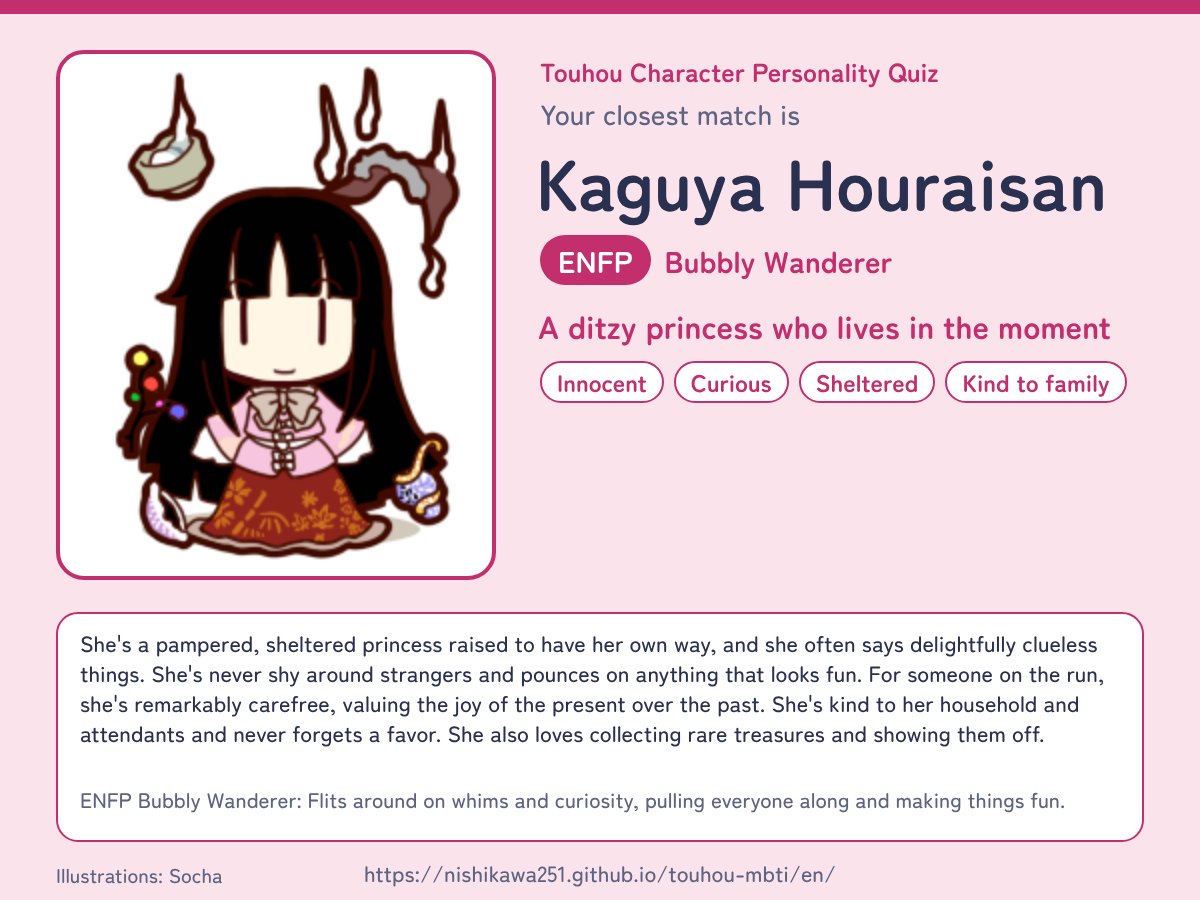 Touhou Character Personality Quiz
Your closest match is
Kaguya Houraisan
ENFP Bubbly Wanderer
A ditzy princess who lives in the moment
Innocent Curious Sheltered Kind to family
She's a pampered, sheltered princess raised to have her own way, and she often says delightfully clueless
things. She's never shy around strangers and pounces on anything that looks fun. For someone on the run,
she's remarkably carefree, valuing the joy of the present over the past. She's kind to her household and
attendants and never forgets a favor. She also loves collecting rare treasures and showing them off.
ENFP Bubbly Wanderer: Flits around on whims and curiosity, pulling everyone along and making things fun.
Illustrations: Socha https://nishikawa251.github.io/touhou-mbti/en/